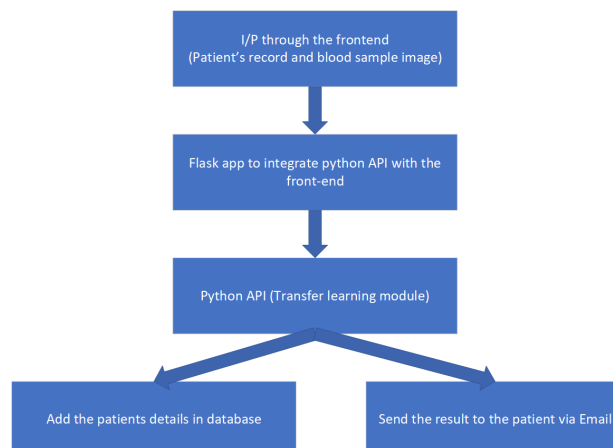 I/P through the frontend
(Patient's record and blood sample image)
Flask app to integrate python API with the
front-end
Python API (Transfer learning module)
Add the patients details in database
Send the result to the patient via Email